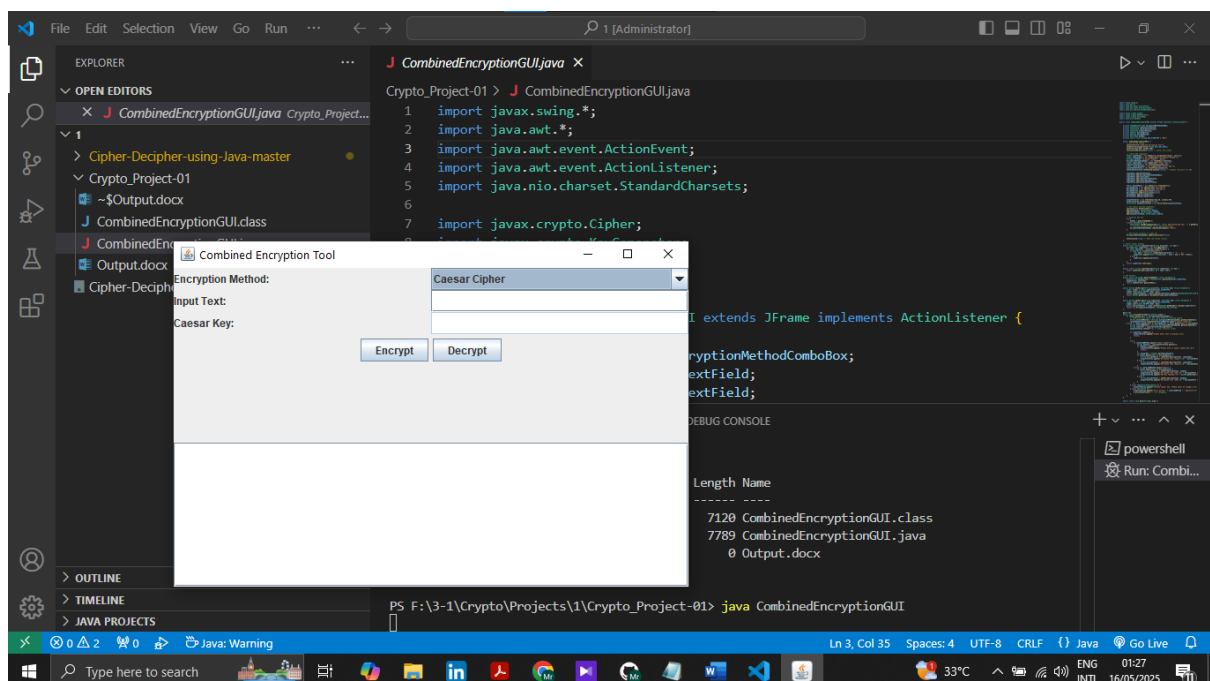 File Edit Selection View Go Run ··· 1 [Administrator]
EXPLORER ···
OPEN EDITORS
CombinedEncryptionGUI.java Crypto_Project...
1
Cipher-Decipher-using-Java-master
Crypto_Project-01
~$Output.docx
CombinedEncryptionGUI.class
CombinedEnc
Output.docx
Cipher-Deciph
OUTLINE
TIMELINE
JAVA PROJECTS
J CombinedEncryptionGUI.java
Crypto_Project-01 > J CombinedEncryptionGUI.java
1 import javax.swing.*;
2 import java.awt.*;
3 import java.awt.event.ActionEvent;
4 import java.awt.event.ActionListener;
5 import java.nio.charset.StandardCharsets;
6
7 import javax.crypto.Cipher;
I extends JFrame implements ActionListener {
ryptionMethodComboBox;
extField;
extField;
Combined Encryption Tool
Encryption Method: Caesar Cipher
Input Text:
Caesar Key:
Encrypt Decrypt
DEBUG CONSOLE
powershell
Run: Combi...
Length Name
------ ----
7120 CombinedEncryptionGUI.class
7789 CombinedEncryptionGUI.java
0 Output.docx
PS F:\3-1\Crypto\Projects\1\Crypto_Project-01> java CombinedEncryptionGUI
0 2 0 Java: Warning Ln 3, Col 35 Spaces: 4 UTF-8 CRLF {} Java Go Live
Type here to search 33°C ENG 01:27
INTL 16/05/2025